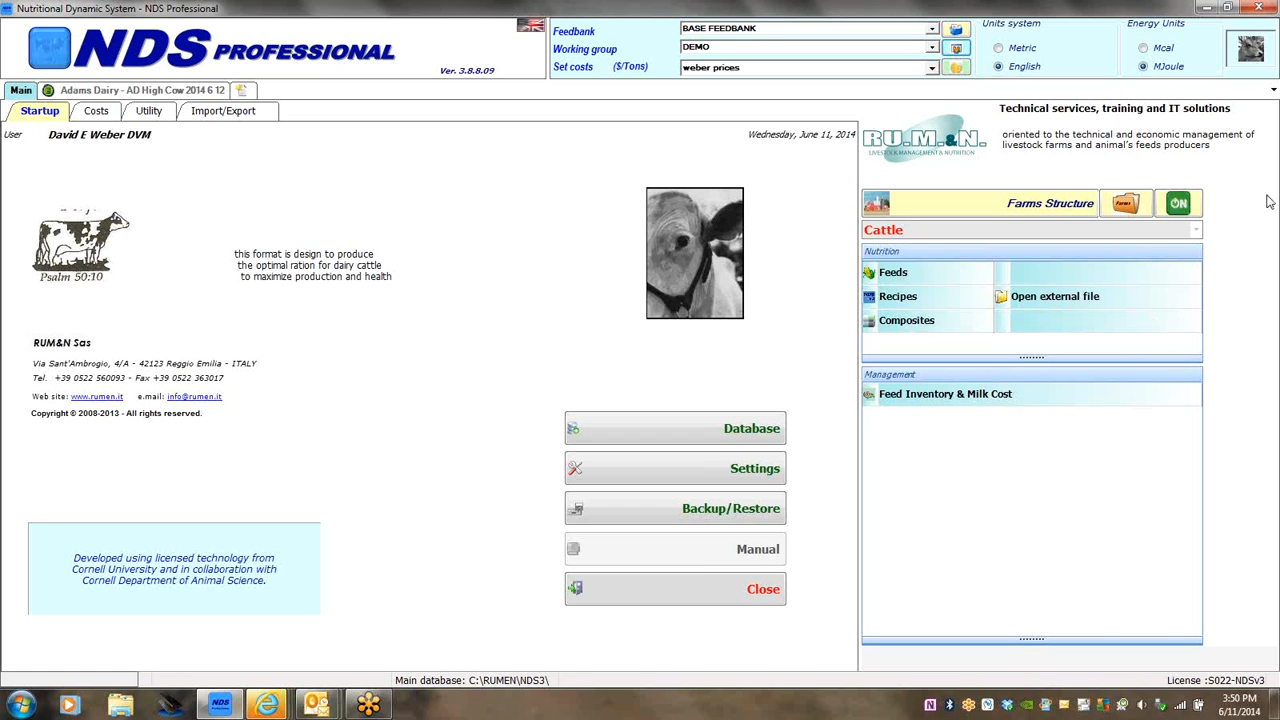 Nutritional Dynamic System - NDS Professional
NDS PROFESSIONAL
Ver. 3.8.8.09
Feedbank
BASE FEEDBANK
Working group
DEMO
Set costs ($/Tons)
weber prices
Units system
Metric
English
Energy Units
Mcal
MJoule
Main
Adams Dairy - AD High Cow 2014 6 12
Startup
Costs
Utility
Import/Export
User
David E Weber DVM
Wednesday, June 11, 2014
Psalm 50:10
this format is design to produce
the optimal ration for dairy cattle
to maximize production and health
RUM&N Sas
Via Sant'Ambrogio, 4/A - 42123 Reggio Emilia - ITALY
Tel. +39 0522 560093 - Fax +39 0522 363017
Web site: www.rumen.it e.mail: info@rumen.it
Copyright © 2008-2013 - All rights reserved.
Developed using licensed technology from
Cornell University and in collaboration with
Cornell Department of Animal Science.
Database
Settings
Backup/Restore
Manual
Close
RU.M.&N.
LIVESTOCK MANAGEMENT & NUTRITION
Technical services, training and IT solutions
oriented to the technical and economic management of
livestock farms and animal's feeds producers
Farms Structure
Farms
ON
Cattle
Nutrition
Feeds
Recipes
Open external file
Composites
Management
Feed Inventory & Milk Cost
Main database: C:\RUMEN\NDS3\
License :S022-NDSv3
NDS
3:50 PM
6/11/2014